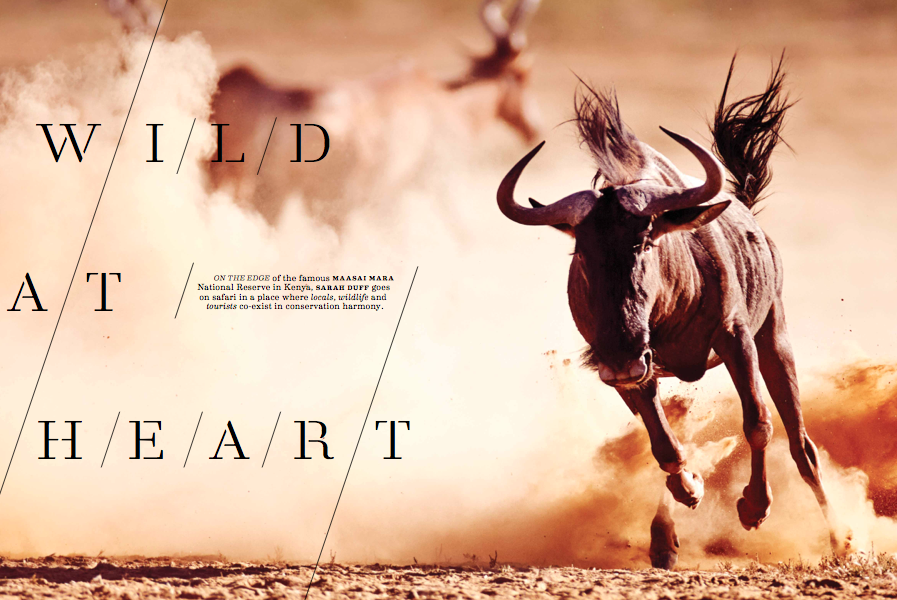 W/I/L/D
A/T
ON THE EDGE of the famous MAASAI MARA
National Reserve in Kenya, SARAH DUFF goes
on safari in a place where locals, wildlife and
tourists co-exist in conservation harmony.
H/E/A/R/T